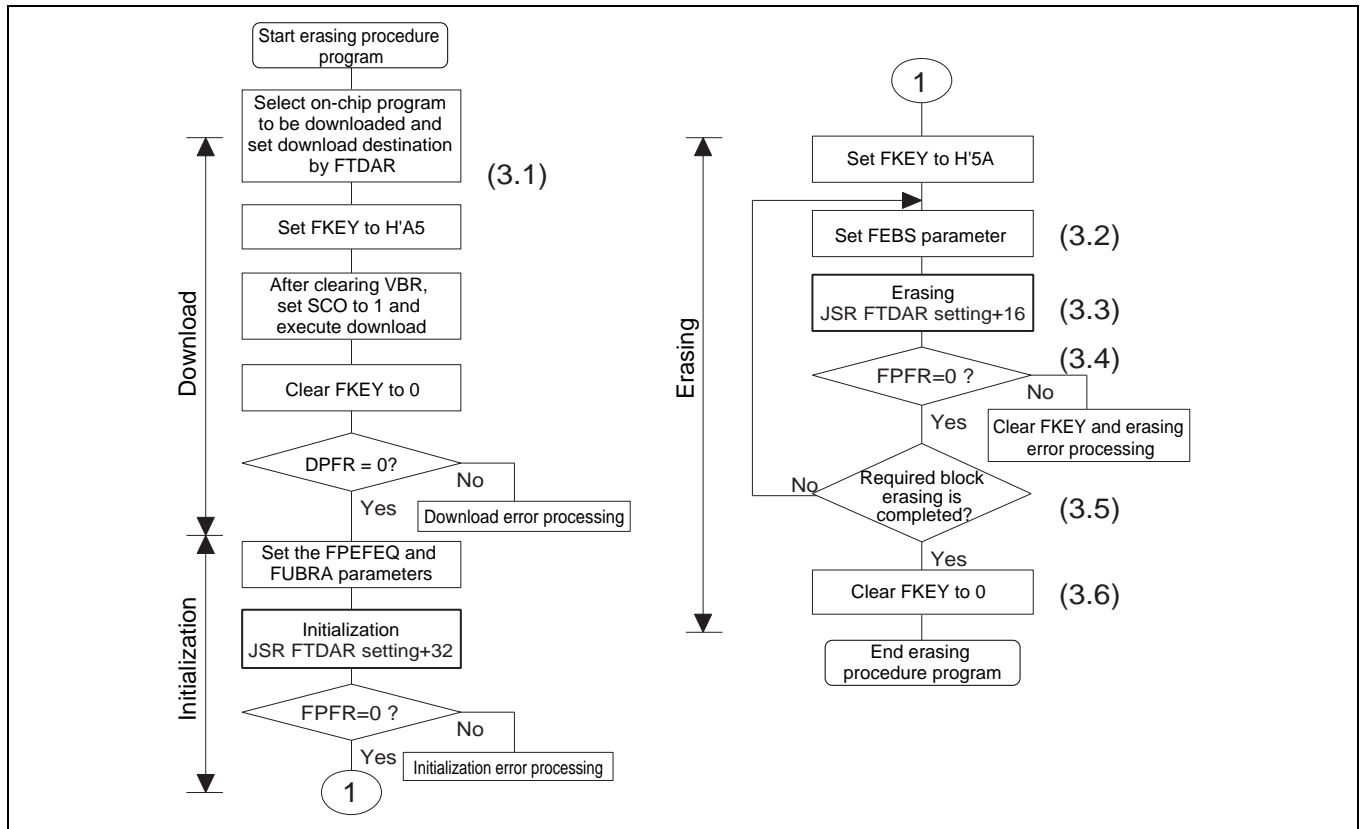 Start erasing procedure
program
Select on-chip program
to be downloaded and
set download destination
by FTDAR
(3.1)
Set FKEY to H'A5
After clearing VBR,
set SCO to 1 and
execute download
Clear FKEY to 0
DPFR = 0?
No
Yes
Download error processing
Download
Set the FPEFEQ and
FUBRA parameters
Initialization
JSR FTDAR setting+32
FPFR=0 ?
No
Yes
Initialization error processing
Initialization
1
1
Set FKEY to H'5A
Set FEBS parameter
(3.2)
Erasing
JSR FTDAR setting+16
(3.3)
(3.4)
FPFR=0 ?
No
Yes
Clear FKEY and erasing
error processing
Erasing
No
Required block
erasing is
completed?
(3.5)
Yes
Clear FKEY to 0
(3.6)
End erasing
procedure program